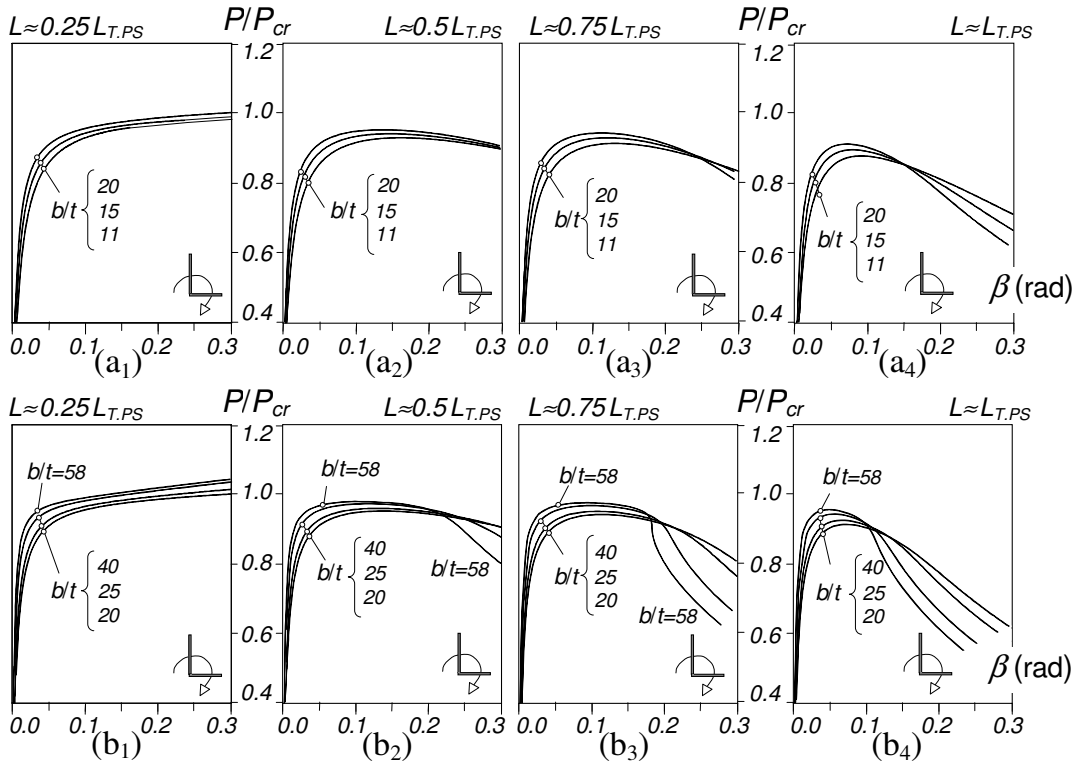 L≈0.25 L_T.PS
P/P_cr
L≈0.5 L_T.PS
L≈0.75 L_T.PS
P/P_cr
L≈L_T.PS
1.2
1.0
0.8
0.6
0.4
1.2
1.0
0.8
0.6
0.4
b/t { 20 15 11
b/t { 20 15 11
b/t { 20 15 11
b/t { 20 15 11
β (rad)
0.0 0.1 0.2 0.3
0.0 0.1 0.2 0.3
0.0 0.1 0.2 0.3
0.0 0.1 0.2 0.3
(a₁)
(a₂)
(a₃)
(a₄)
L≈0.25 L_T.PS
P/P_cr
L≈0.5 L_T.PS
L≈0.75 L_T.PS
P/P_cr
L≈L_T.PS
1.2
1.0
0.8
0.6
0.4
1.2
1.0
0.8
0.6
0.4
b/t=58
b/t { 40 25 20
b/t=58
b/t { 40 25 20
b/t=58
b/t=58
b/t { 40 25 20
b/t=58
b/t=58
b/t { 40 25 20
β (rad)
0.0 0.1 0.2 0.3
0.0 0.1 0.2 0.3
0.0 0.1 0.2 0.3
0.0 0.1 0.2 0.3
(b₁)
(b₂)
(b₃)
(b₄)